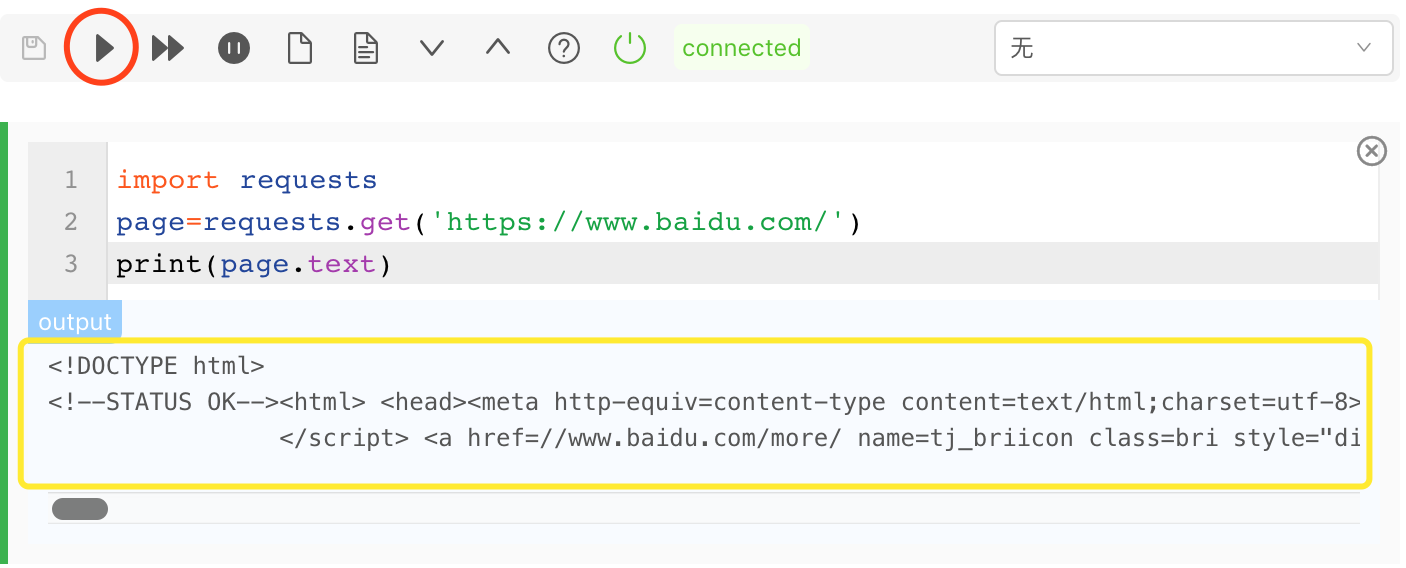 connected
无
1 import requests
2 page=requests.get('https://www.baidu.com/')
3 print(page.text)
output
<!DOCTYPE html>
<!--STATUS OK--><html> <head><meta http-equiv=content-type content=text/html;charset=utf-8>
</script> <a href=//www.baidu.com/more/ name=tj_briicon class=bri style="di